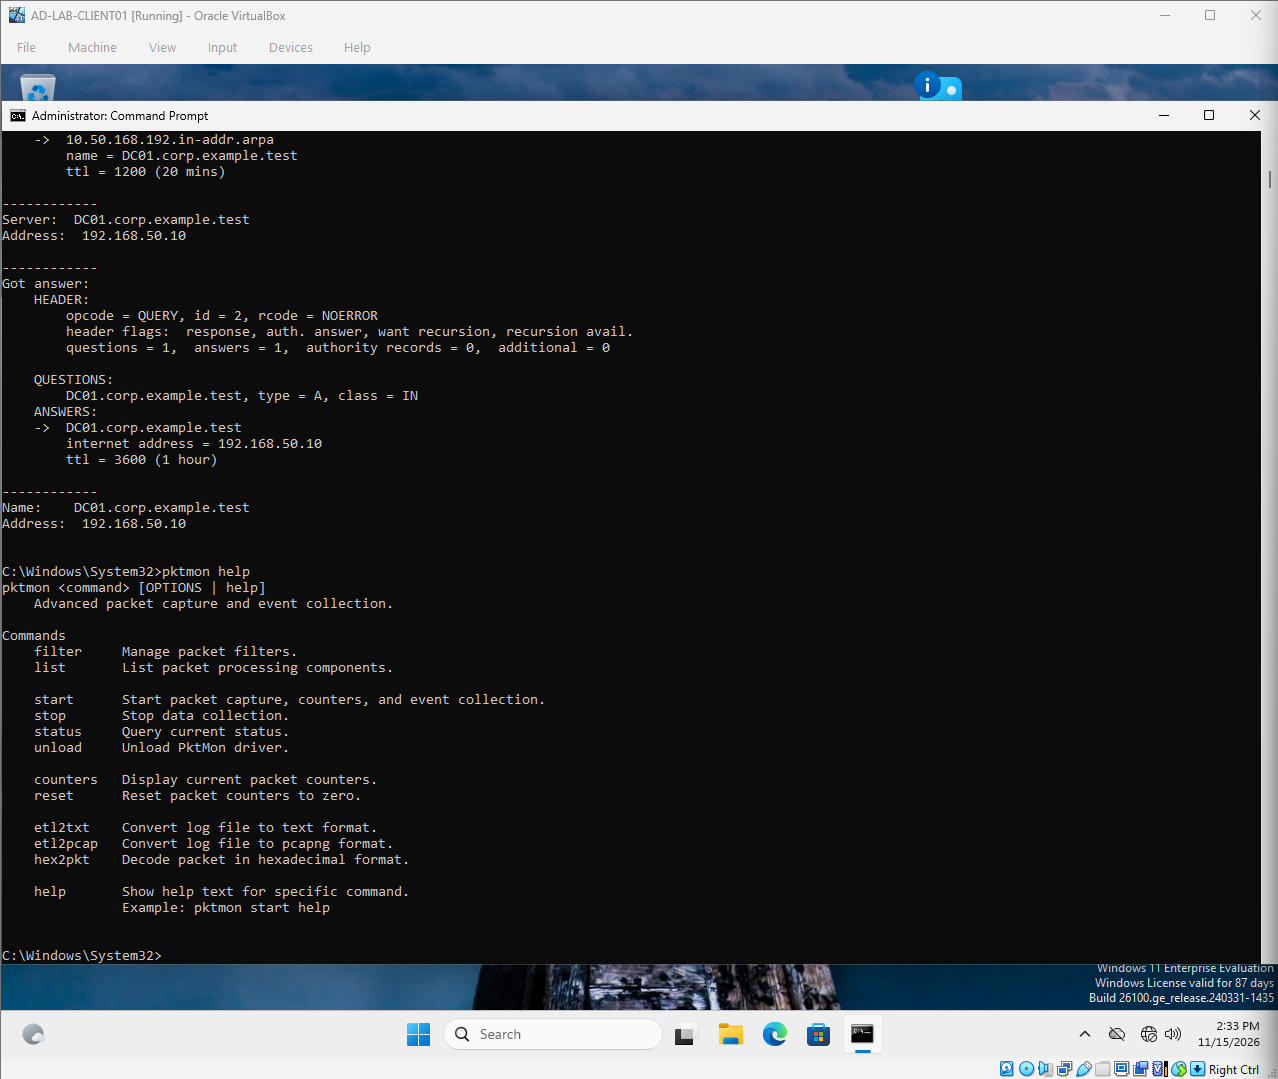 AD-LAB-CLIENT01 [Running] - Oracle VirtualBox
File Machine View Input Devices Help
Administrator: Command Prompt
->  10.50.168.192.in-addr.arpa
name = DC01.corp.example.test
ttl = 1200 (20 mins)
------------
Server:  DC01.corp.example.test
Address:  192.168.50.10
------------
Got answer:
HEADER:
opcode = QUERY, id = 2, rcode = NOERROR
header flags:  response, auth. answer, want recursion, recursion avail.
questions = 1,  answers = 1,  authority records = 0,  additional = 0
QUESTIONS:
DC01.corp.example.test, type = A, class = IN
ANSWERS:
->  DC01.corp.example.test
internet address = 192.168.50.10
ttl = 3600 (1 hour)
------------
Name:    DC01.corp.example.test
Address:  192.168.50.10
C:\Windows\System32>pktmon help
pktmon <command> [OPTIONS | help]
Advanced packet capture and event collection.
Commands
filter     Manage packet filters.
list       List packet processing components.
start      Start packet capture, counters, and event collection.
stop       Stop data collection.
status     Query current status.
unload     Unload PktMon driver.
counters   Display current packet counters.
reset      Reset packet counters to zero.
etl2txt    Convert log file to text format.
etl2pcap   Convert log file to pcapng format.
hex2pkt    Decode packet in hexadecimal format.
help       Show help text for specific command.
Example: pktmon start help
C:\Windows\System32>
Windows 11 Enterprise Evaluation
Windows License valid for 87 days
Build 26100.ge_release.240331-1435
Search
2:33 PM
11/15/2026
Right Ctrl